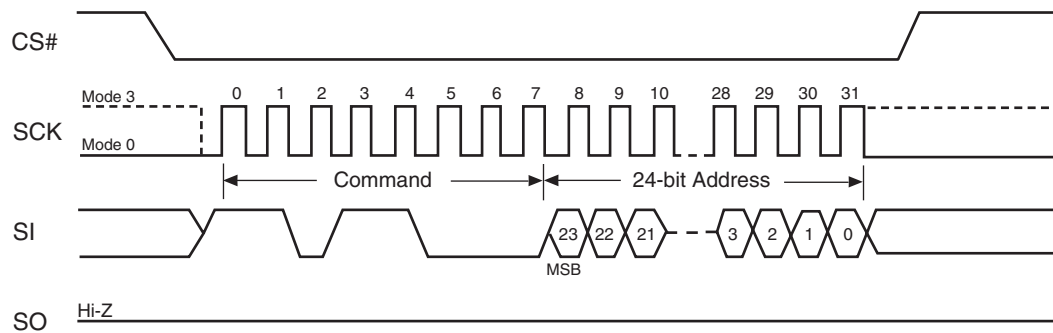 CS#
Mode 3
0 1 2 3 4 5 6 7 8 9 10 28 29 30 31
SCK
Mode 0
Command 24-bit Address
SI
23 22 21 3 2 1 0
MSB
Hi-Z
SO